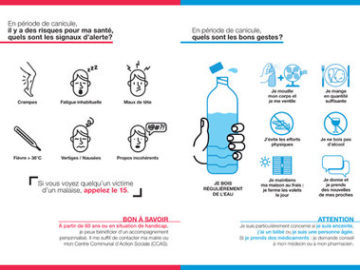 En période de canicule,
il y a des risques pour ma santé,
quels sont les signaux d'alerte?
Crampes
Fatigue inhabituelle
Maux de tête
Fièvre > 38°C
Vertiges / Nausées
Propos incohérents
Si vous voyez quelqu'un victime
d'un malaise, appelez le 15.
BON À SAVOIR
À partir de 60 ans ou en situation de handicap,
je peux bénéficier d'un accompagnement
personnalisé. Il me suffit de contacter ma mairie ou
mon Centre Communal d'Action Sociale (CCAS).
En période de canicule,
quels sont les bons gestes?
JE BOIS
RÉGULIÈREMENT
DE L'EAU
Je mouille
mon corps et
je me ventile
Je mange
en quantité
suffisante
J'évite les efforts
physiques
Je ne bois pas
d'alcool
Je maintiens
ma maison au frais :
je ferme les volets
le jour
Je donne et
je prends
des nouvelles
de mes proches
ATTENTION
Je suis particulièrement concerné si je suis enceinte,
j'ai un bébé ou je suis une personne âgée.
Si je prends des médicaments : je demande conseil
à mon médecin ou à mon pharmacien.